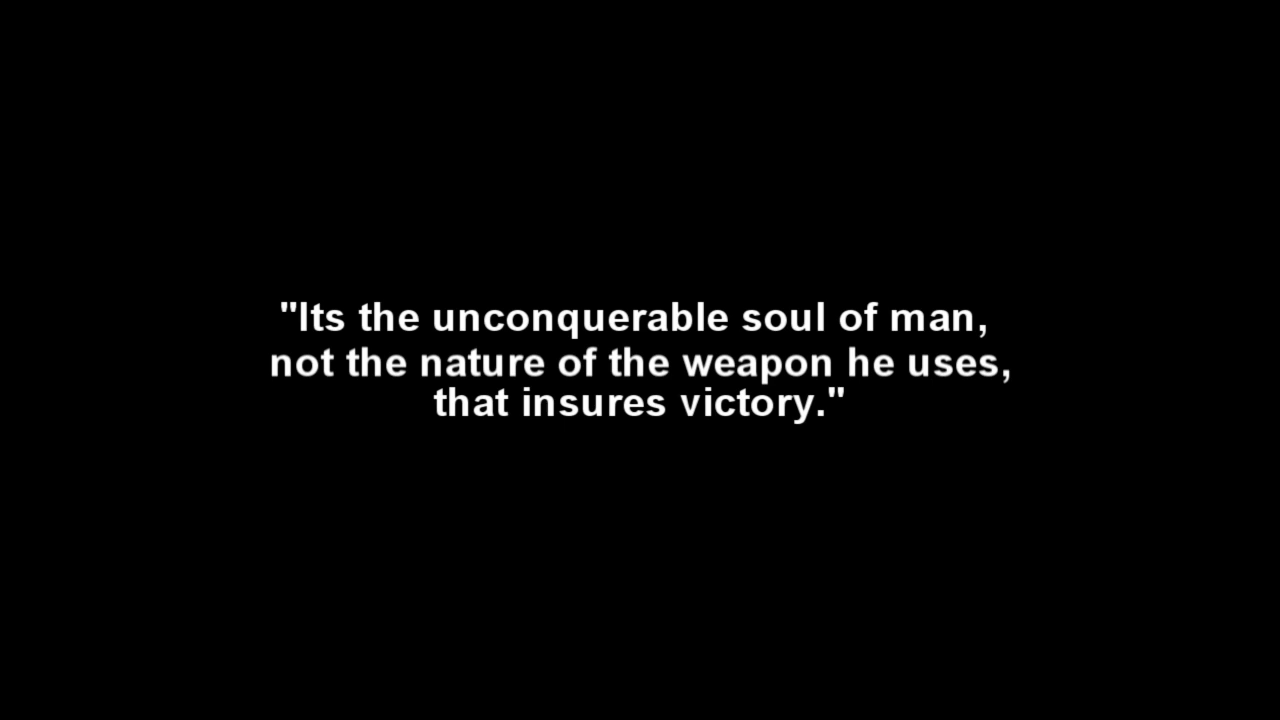 "Its the unconquerable soul of man,
not the nature of the weapon he uses,
that insures victory."